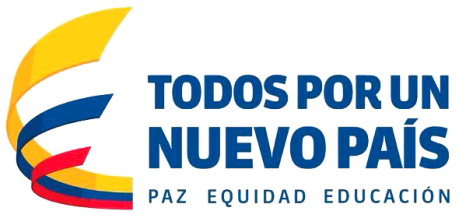 TODOS POR UN
NUEVO PAÍS
PAZ EQUIDAD EDUCACIÓN